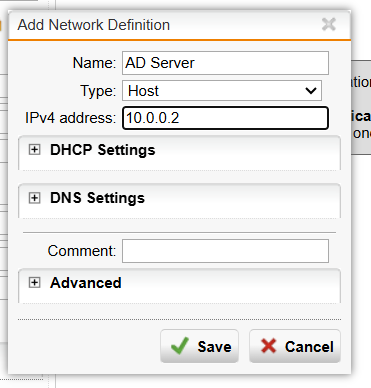 Add Network Definition
Name: AD Server
Type: Host
IPv4 address: 10.0.0.2
DHCP Settings
DNS Settings
Comment:
Advanced
Save Cancel